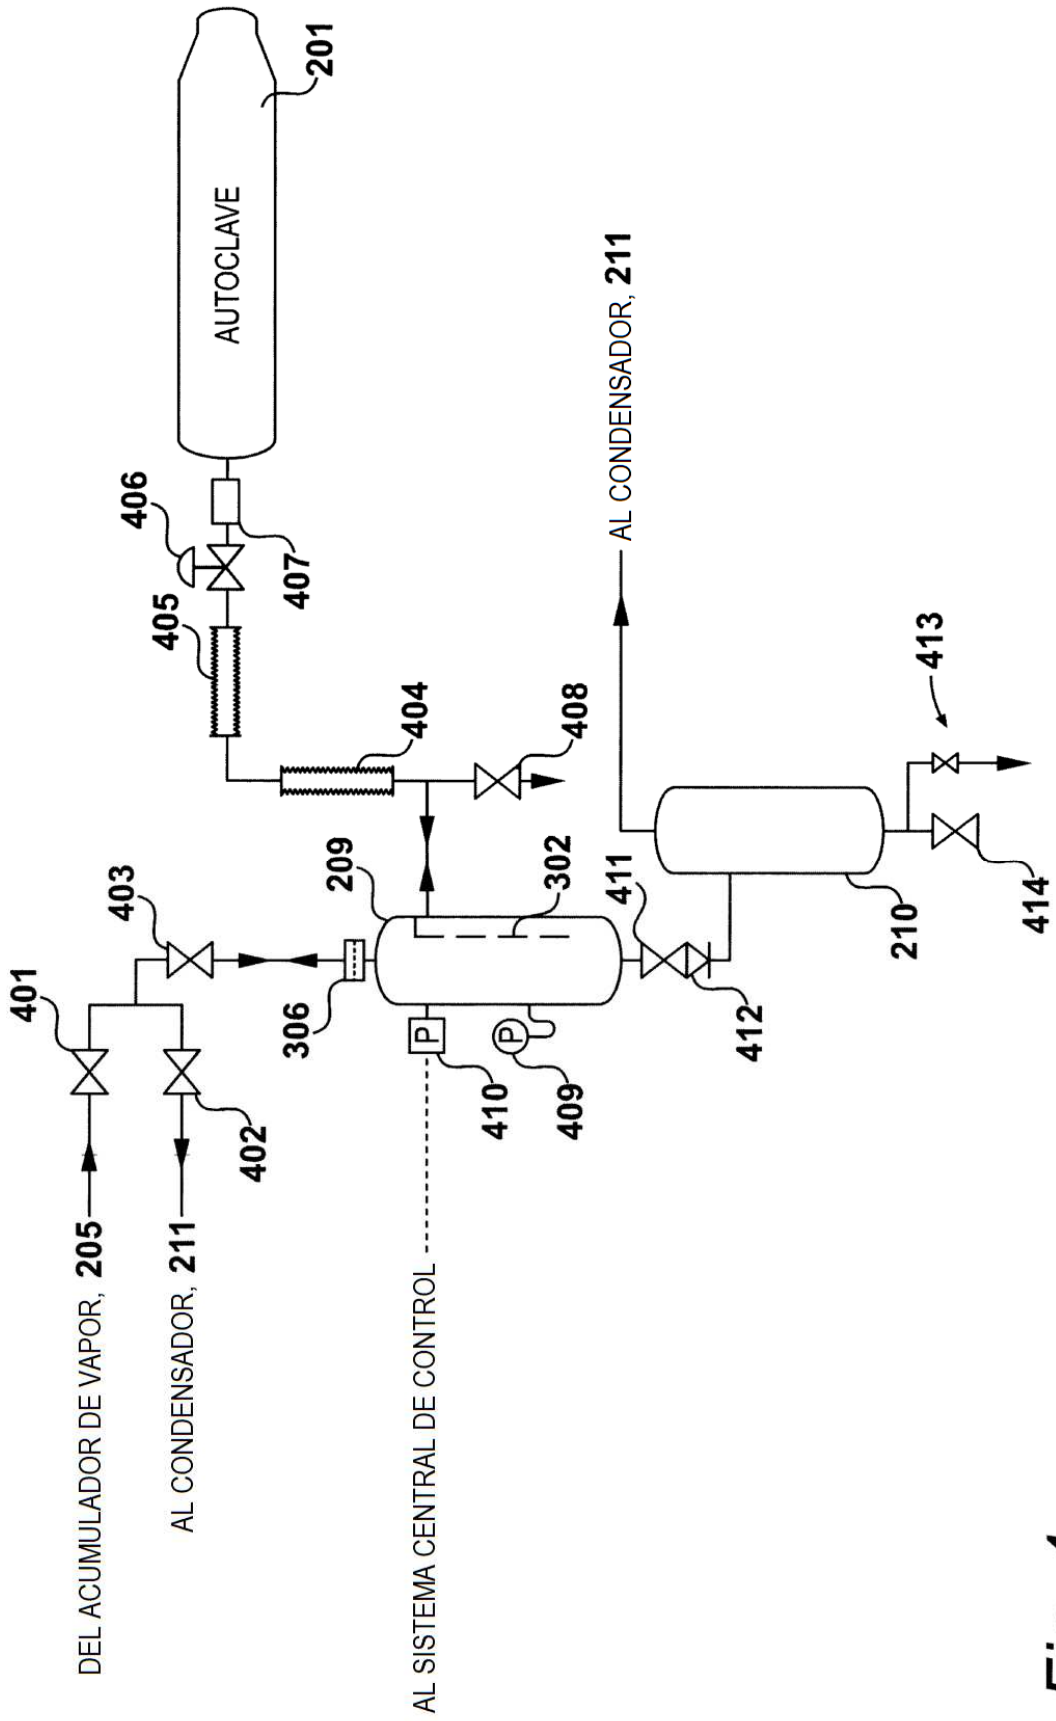 401
DEL ACUMULADOR DE VAPOR, 205
403
406
405
AL CONDENSADOR, 211
AUTOCLAVE
402
306
407
201
209
404
AL SISTEMA CENTRAL DE CONTROL
P
410
P
409
302
408
411
AL CONDENSADOR, 211
412
210
413
414